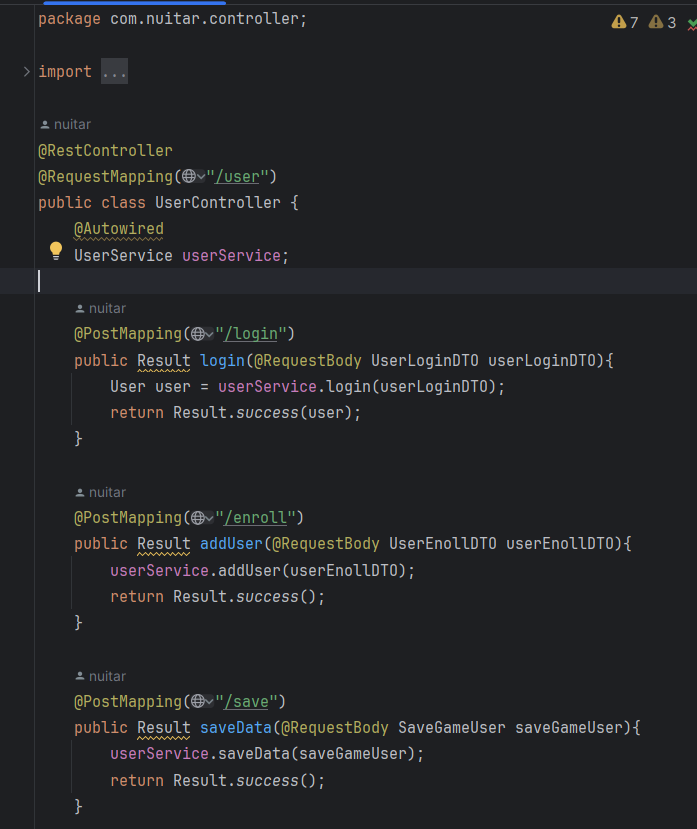 package com.nuitar.controller;
7 3
import ...
nuitar
@RestController
@RequestMapping("/user")
public class UserController {
@Autowired
UserService userService;
nuitar
@PostMapping("/login")
public Result login(@RequestBody UserLoginDTO userLoginDTO){
User user = userService.login(userLoginDTO);
return Result.success(user);
}
nuitar
@PostMapping("/enroll")
public Result addUser(@RequestBody UserEnollDTO userEnollDTO){
userService.addUser(userEnollDTO);
return Result.success();
}
nuitar
@PostMapping("/save")
public Result saveData(@RequestBody SaveGameUser saveGameUser){
userService.saveData(saveGameUser);
return Result.success();
}